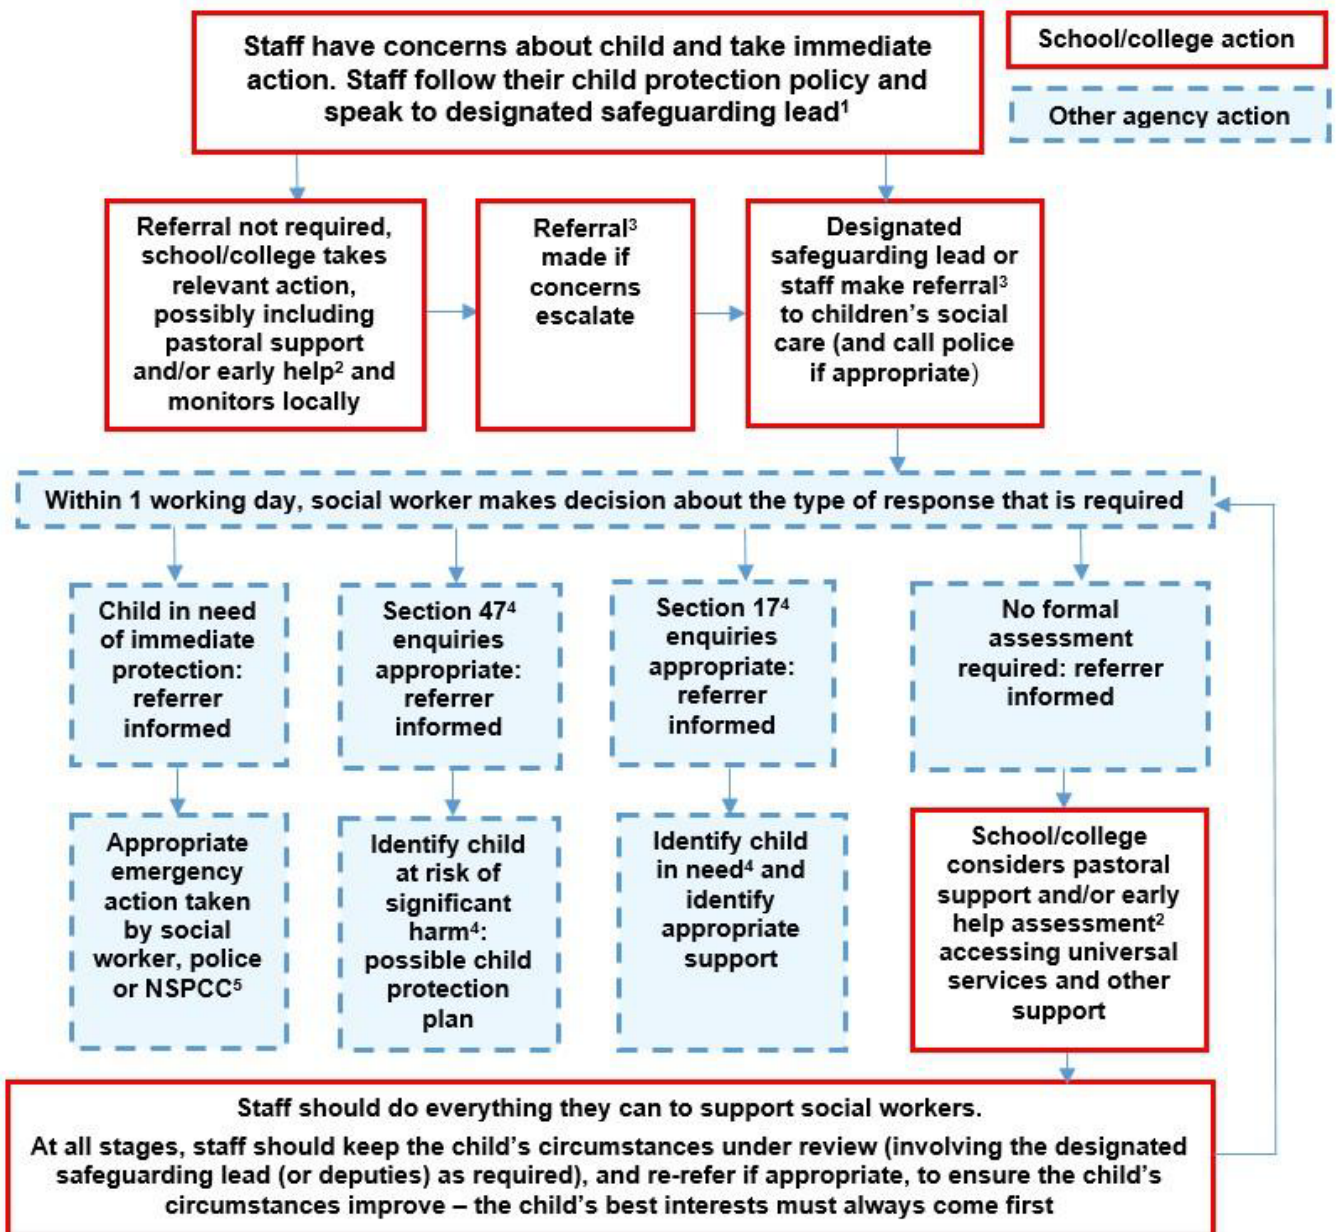 Staff have concerns about child and take immediate
action. Staff follow their child protection policy and
speak to designated safeguarding lead¹
School/college action
Other agency action
Referral not required,
school/college takes
relevant action,
possibly including
pastoral support
and/or early help² and
monitors locally
Referral³
made if
concerns
escalate
Designated
safeguarding lead or
staff make referral³
to children’s social
care (and call police
if appropriate)
Within 1 working day, social worker makes decision about the type of response that is required
Child in need
of immediate
protection:
referrer
informed
Section 47⁴
enquiries
appropriate:
referrer
informed
Section 17⁴
enquiries
appropriate:
referrer
informed
No formal
assessment
required: referrer
informed
Appropriate
emergency
action taken
by social
worker, police
or NSPCC⁵
Identify child
at risk of
significant
harm⁴:
possible child
protection
plan
Identify child
in need⁴ and
identify
appropriate
support
School/college
considers pastoral
support and/or early
help assessment²
accessing universal
services and other
support
Staff should do everything they can to support social workers.
At all stages, staff should keep the child’s circumstances under review (involving the designated
safeguarding lead (or deputies) as required), and re-refer if appropriate, to ensure the child’s
circumstances improve – the child’s best interests must always come first